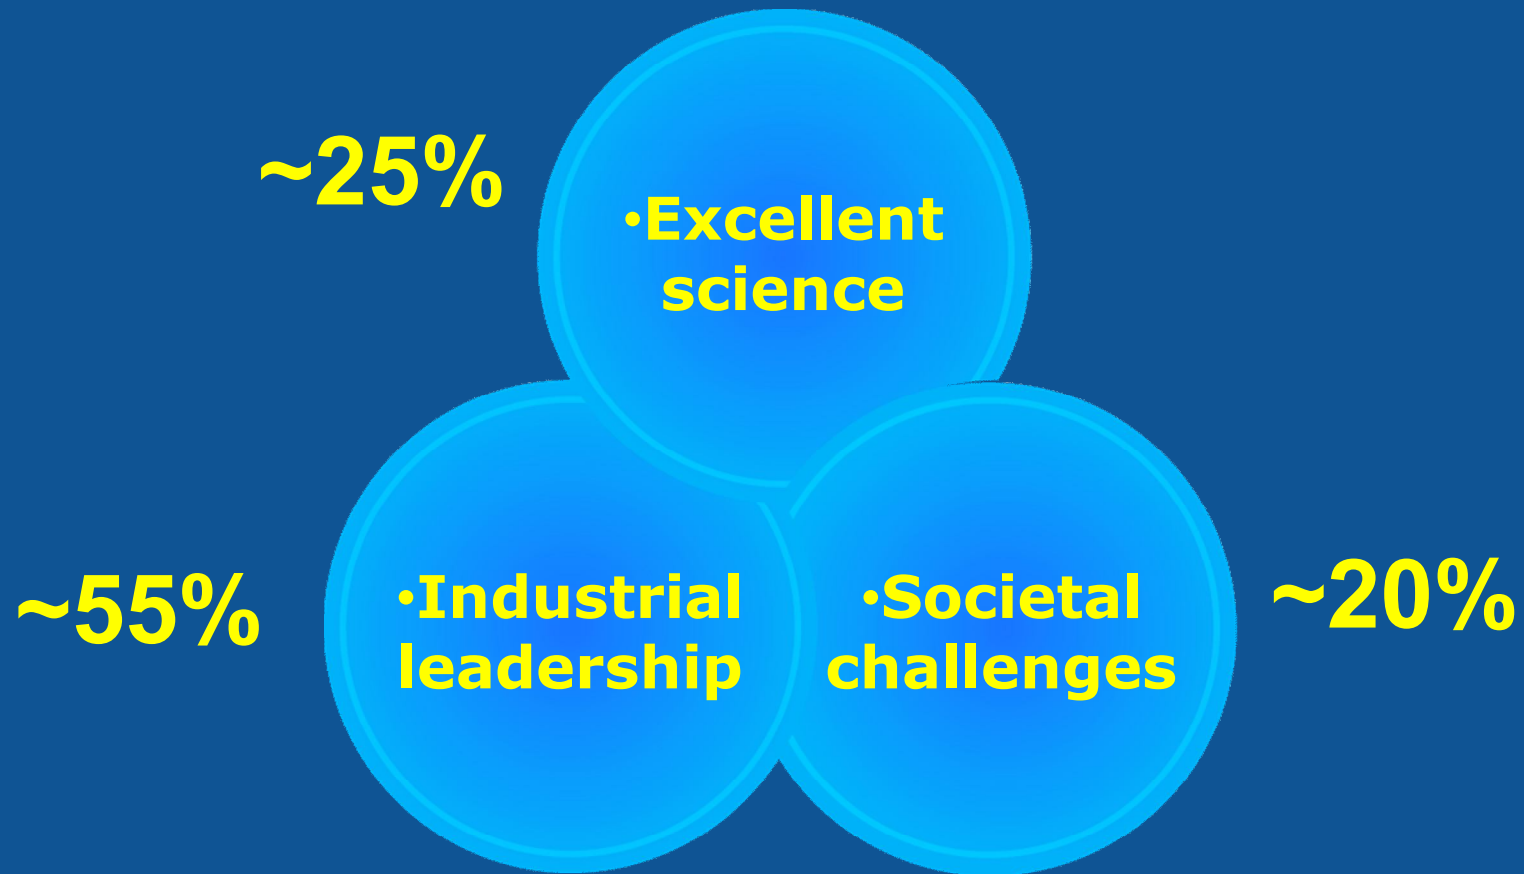 ~25%
•Excellent
science
~55%
•Industrial
leadership
•Societal
challenges
~20%